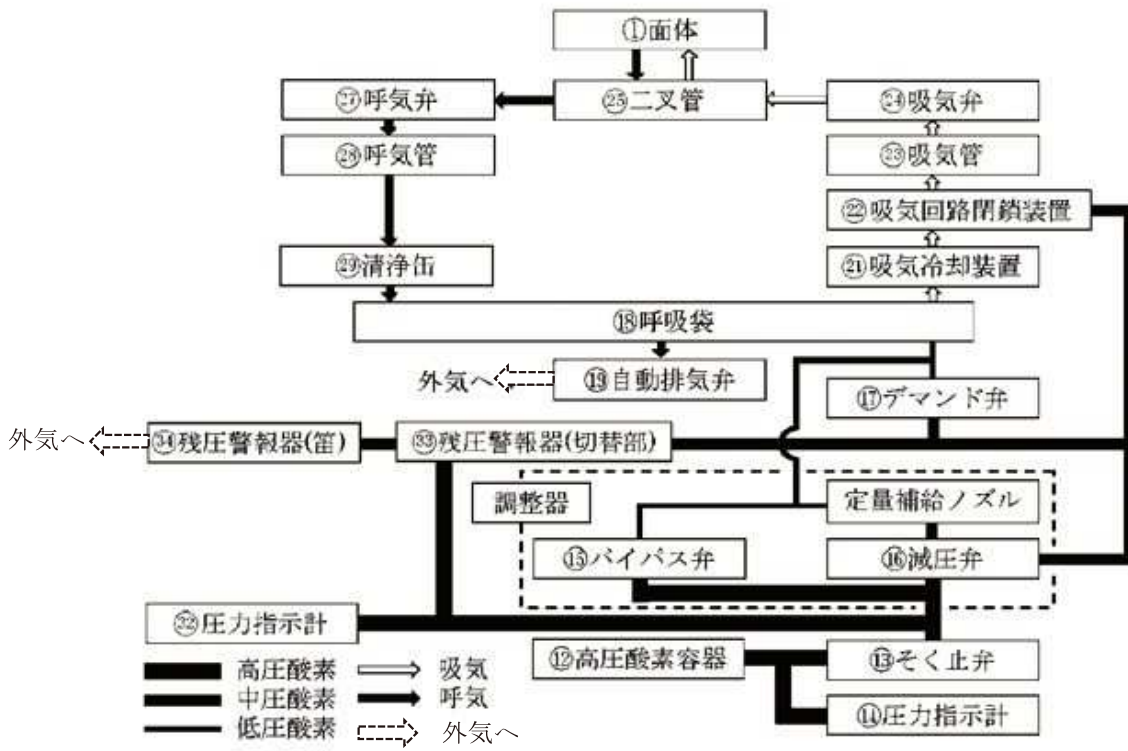 ①面体
㉗呼気弁
㉕二叉管
㉔吸気弁
㉘呼気管
㉓吸気管
㉒吸気回路閉鎖装置
㉙清浄缶
㉑吸気冷却装置
⑱呼吸袋
外気へ
⑲自動排気弁
⑰デマンド弁
外気へ
㉞残圧警報器(笛)
㉝残圧警報器(切替部)
調整器
定量補給ノズル
⑮バイパス弁
⑯減圧弁
㉜圧力指示計
⑫高圧酸素容器
⑬そく止弁
高圧酸素
吸気
中圧酸素
呼気
⑭圧力指示計
低圧酸素
外気へ